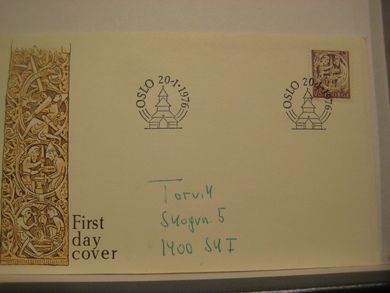 OSLO 20-1-1976
OSLO 20-1-1976
Torvik
Skogvn. 5
1400 SKI
First
day
cover